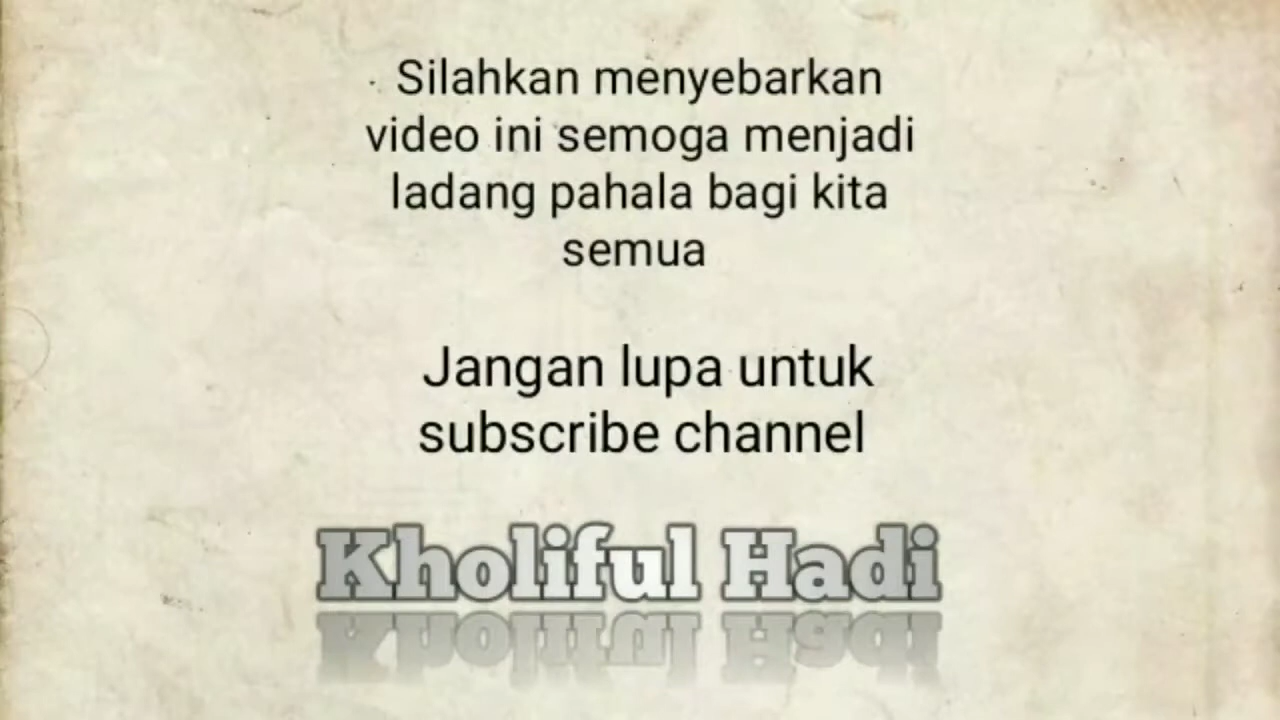 Silahkan menyebarkan
video ini semoga menjadi
ladang pahala bagi kita
semua
Jangan lupa untuk
subscribe channel
Kholiful Hadi